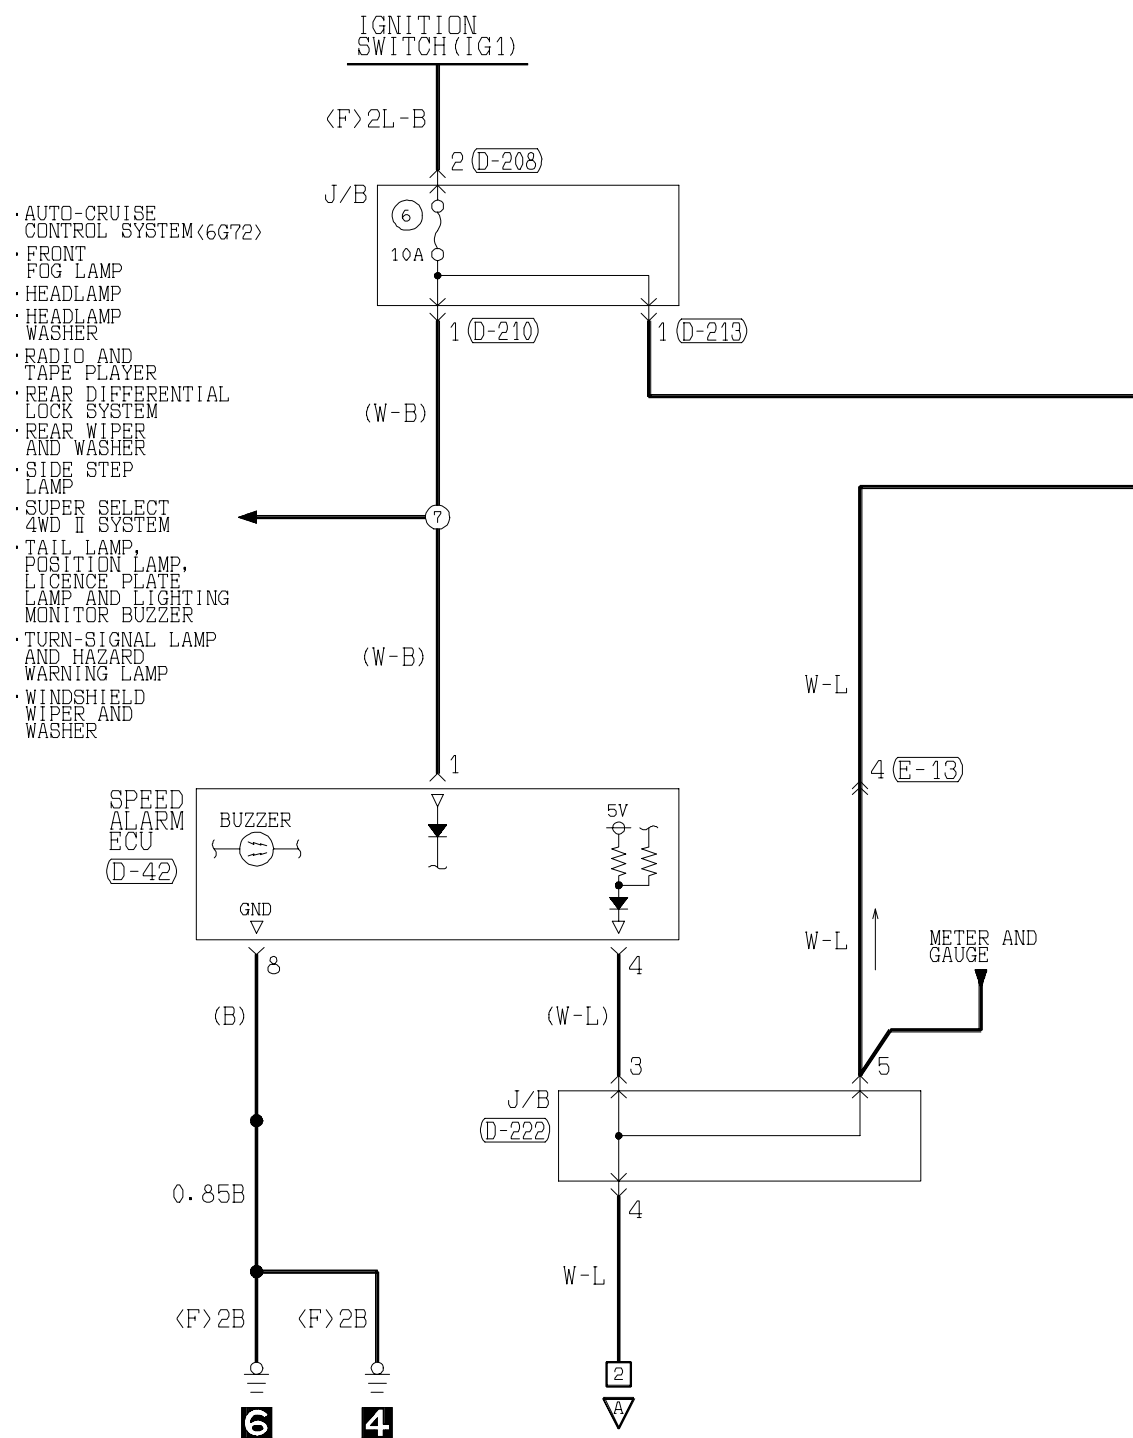 IGNITION
SWITCH(IG1)
<F>2L-B
2 (D-208)
J/B
6
10A
1 (D-210)
1 (D-213)
· AUTO-CRUISE
CONTROL SYSTEM<6G72>
· FRONT
FOG LAMP
· HEADLAMP
· HEADLAMP
WASHER
· RADIO AND
TAPE PLAYER
· REAR DIFFERENTIAL
LOCK SYSTEM
· REAR WIPER
AND WASHER
· SIDE STEP
LAMP
· SUPER SELECT
4WD Ⅱ SYSTEM
· TAIL LAMP,
POSITION LAMP,
LICENCE PLATE
LAMP AND LIGHTING
MONITOR BUZZER
· TURN-SIGNAL LAMP
AND HAZARD
WARNING LAMP
· WINDSHIELD
WIPER AND
WASHER
(W-B)
7
(W-B)
W-L
1
4 (E-13)
SPEED
ALARM
ECU
(D-42)
BUZZER
5V
GND
8
4
W-L
METER AND
GAUGE
(B)
(W-L)
3
5
J/B
(D-222)
0.85B
4
W-L
<F>2B
<F>2B
2
A
6
4